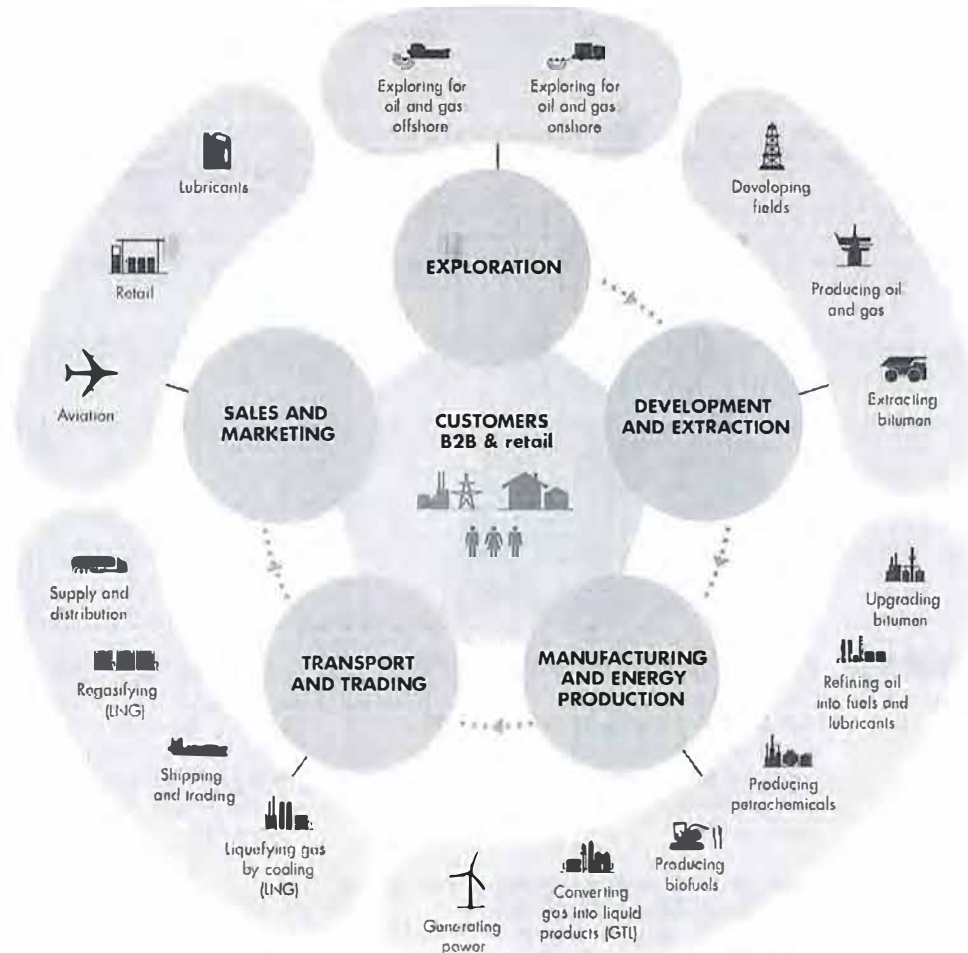 Exploring for
oil and gas
offshore
Exploring for
oil and gas
onshore
EXPLORATION
Developing
fields
Producing oil
and gas
Extracting
bitumen
DEVELOPMENT
AND EXTRACTION
Upgrading
bitumen
Refining oil
into fuels and
lubricants
Producing
petrochemicals
Producing
biofuels
Converting
gas into liquid
products (GTL)
Generating
power
MANUFACTURING
AND ENERGY
PRODUCTION
Liquefying gas
by cooling
(LNG)
Shipping
and trading
Regasifying
(LNG)
Supply and
distribution
TRANSPORT
AND TRADING
Aviation
Retail
Lubricants
SALES AND
MARKETING
CUSTOMERS
B2B & retail